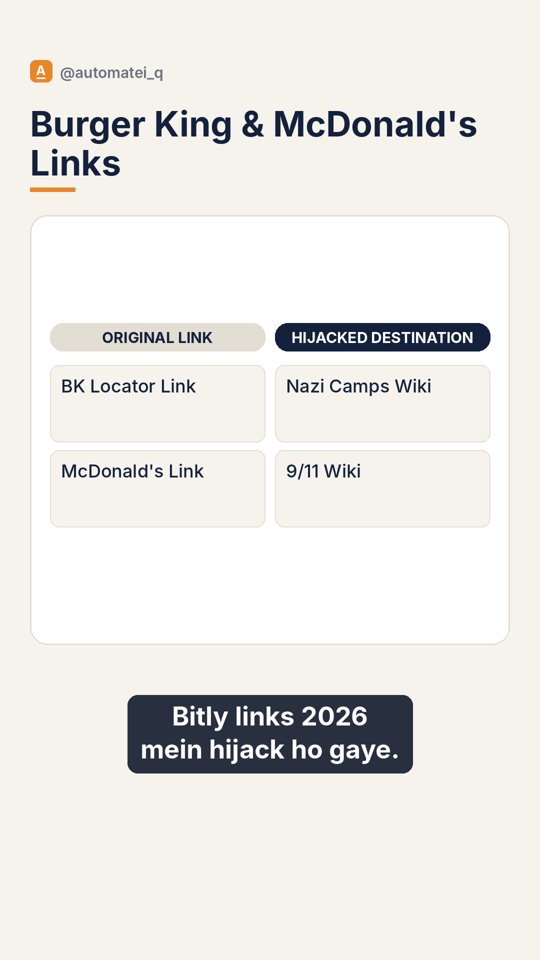 A
@automatei_q
Burger King & McDonald's
Links
ORIGINAL LINK
HIJACKED DESTINATION
BK Locator Link
Nazi Camps Wiki
McDonald's Link
9/11 Wiki
Bitly links 2026
mein hijack ho gaye.